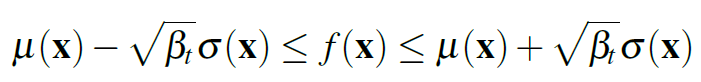 μ(𝐱) − √β_t σ(𝐱) ≤ f(𝐱) ≤ μ(𝐱) + √β_t σ(𝐱)